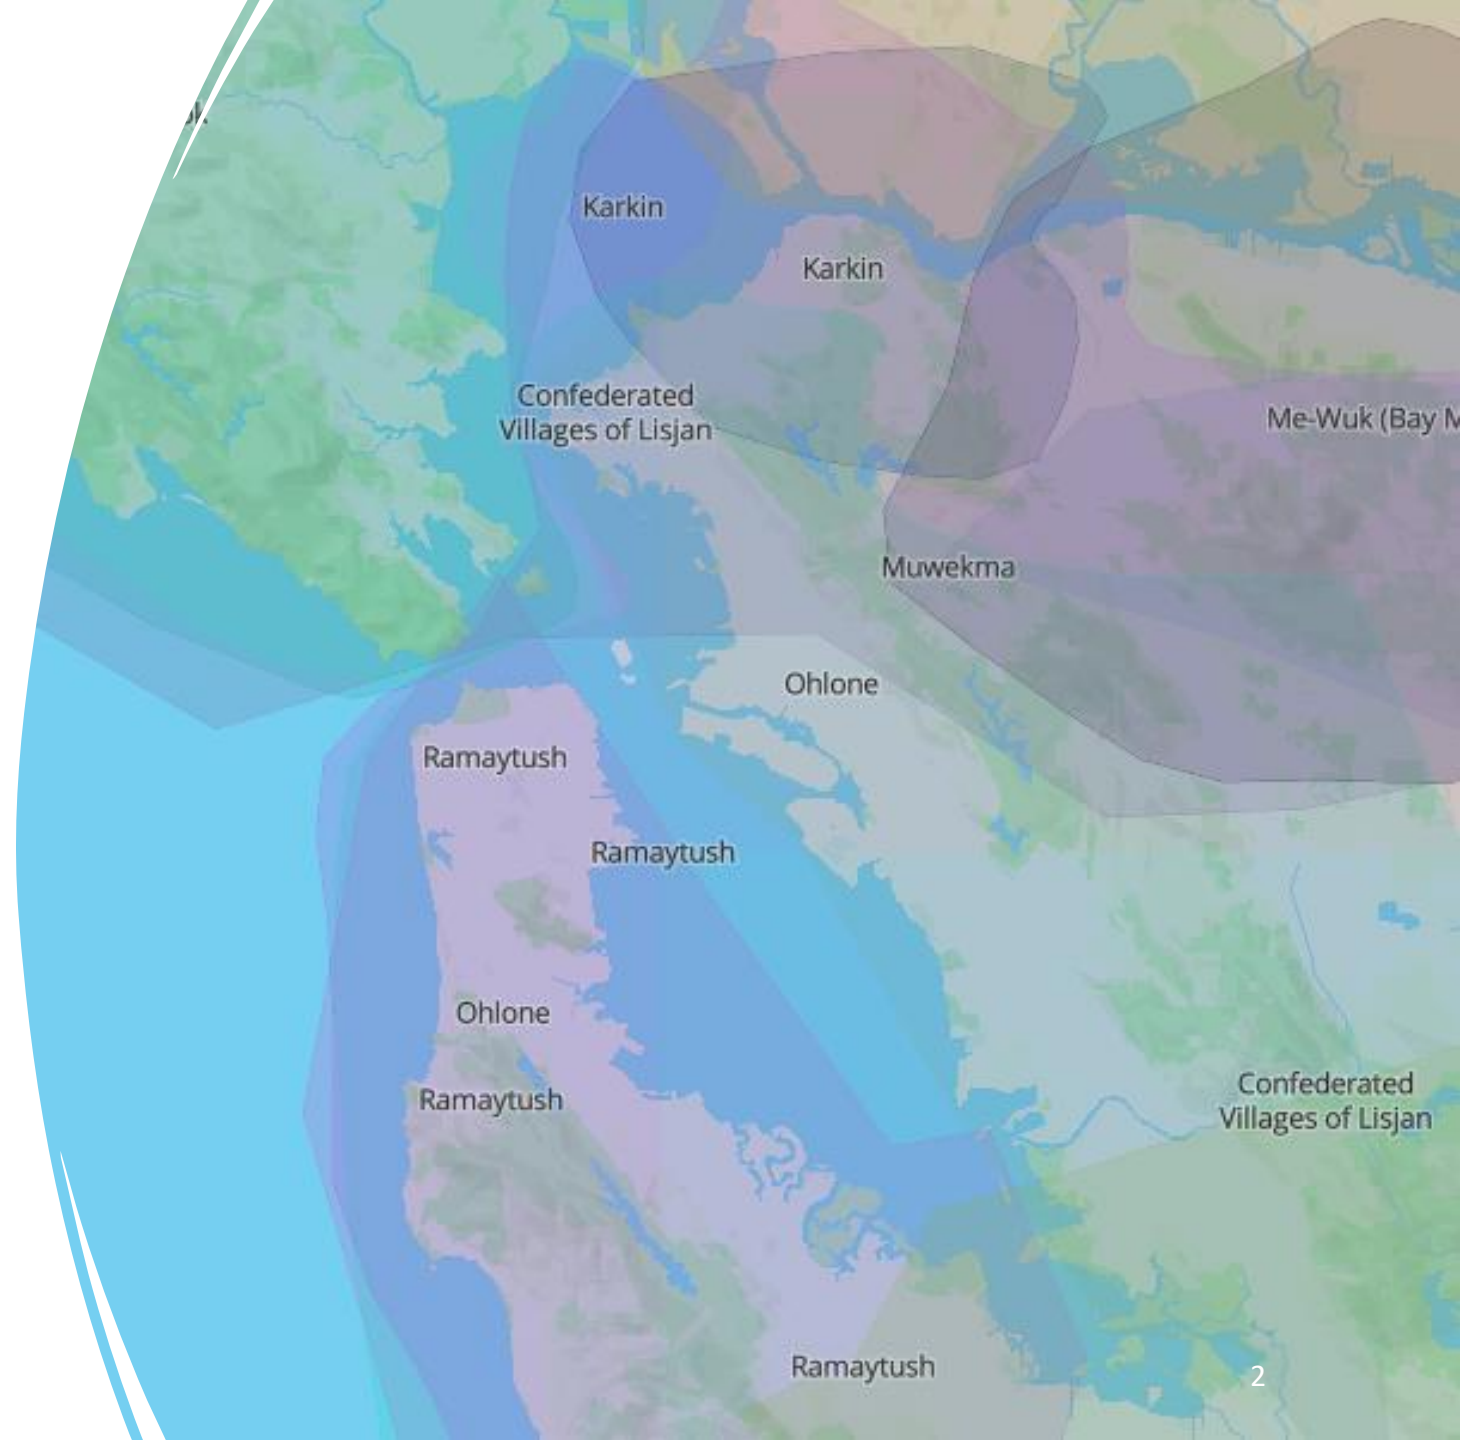 Karkin
Karkin
Confederated
Villages of Lisjan
Me-Wuk (Bay M
Muwekma
Ohlone
Ramaytush
Ramaytush
Ohlone
Ramaytush
Confederated
Villages of Lisjan
Ramaytush
2